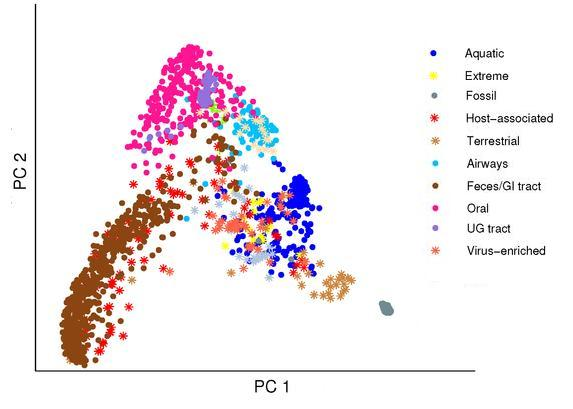 Aquatic
Extreme
Fossil
Host-associated
Terrestrial
Airways
Feces/GI tract
Oral
UG tract
Virus-enriched
PC 2
PC 1